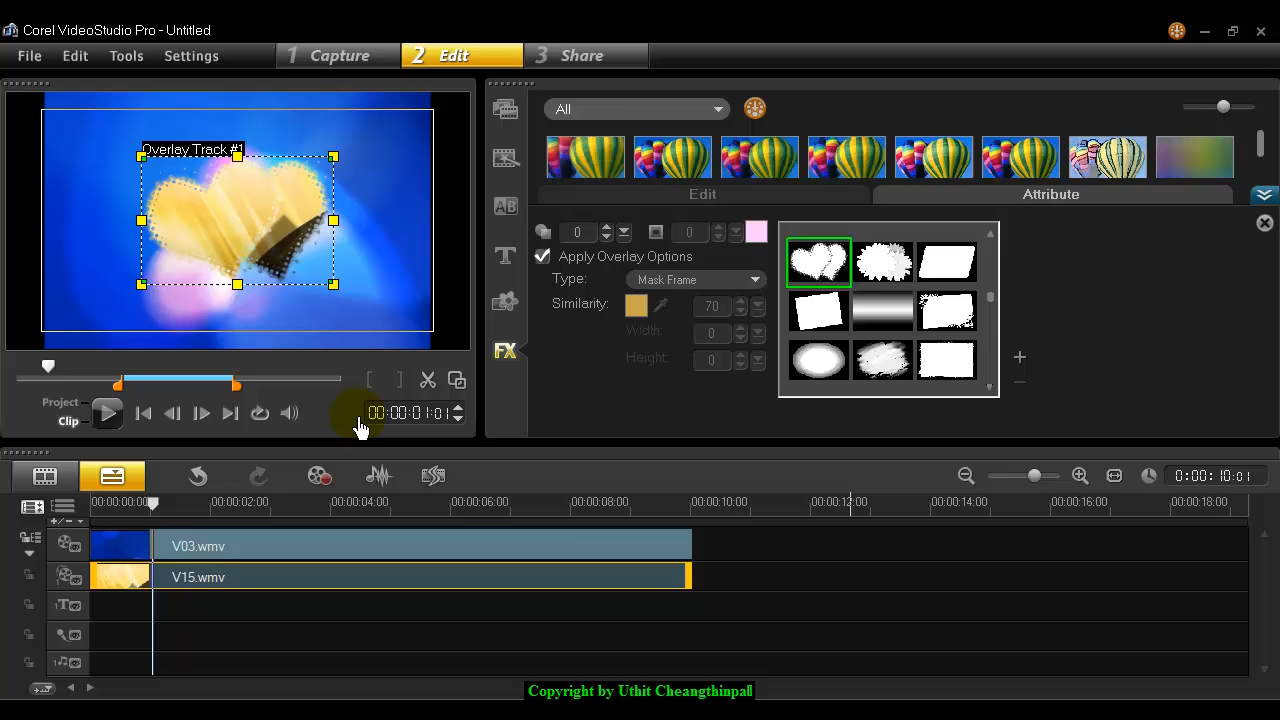 Corel VideoStudio Pro - Untitled
File Edit Tools Settings 1 Capture 2 Edit 3 Share
All
Overlay Track #1
Edit Attribute
0 0
Apply Overlay Options
Type: Mask Frame
Similarity: 70
Width: 0
Height: 0
Project
Clip
00:00:01:01
0:00:10:01
00:00:00:00 00:00:02:00 00:00:04:00 00:00:06:00 00:00:08:00 00:00:10:00 00:00:12:00 00:00:14:00 00:00:16:00 00:00:18:00
V03.wmv
V15.wmv
Copyright by Uthit Cheangthinpall